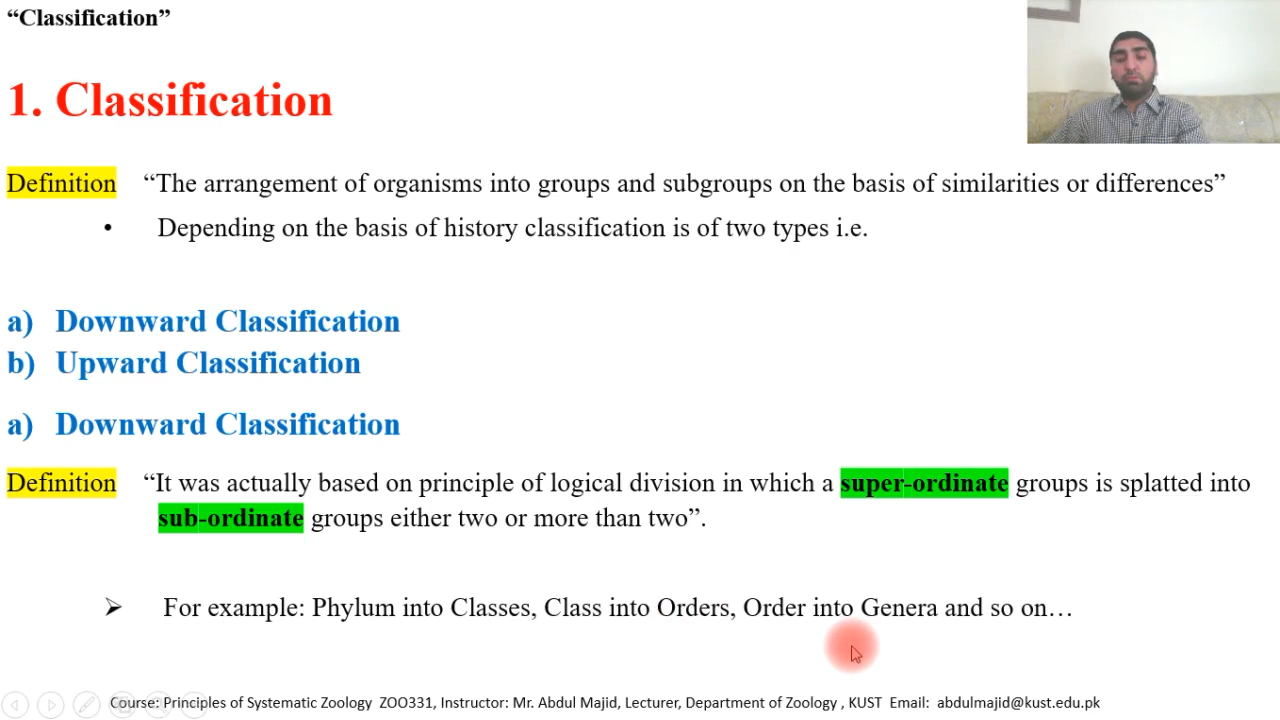 “Classification”
1. Classification
Definition “The arrangement of organisms into groups and subgroups on the basis of similarities or differences”
• Depending on the basis of history classification is of two types i.e.
a) Downward Classification
b) Upward Classification
a) Downward Classification
Definition “It was actually based on principle of logical division in which a super-ordinate groups is splatted into
sub-ordinate groups either two or more than two”.
➢ For example: Phylum into Classes, Class into Orders, Order into Genera and so on…
Course: Principles of Systematic Zoology ZOO331, Instructor: Mr. Abdul Majid, Lecturer, Department of Zoology , KUST Email: abdulmajid@kust.edu.pk